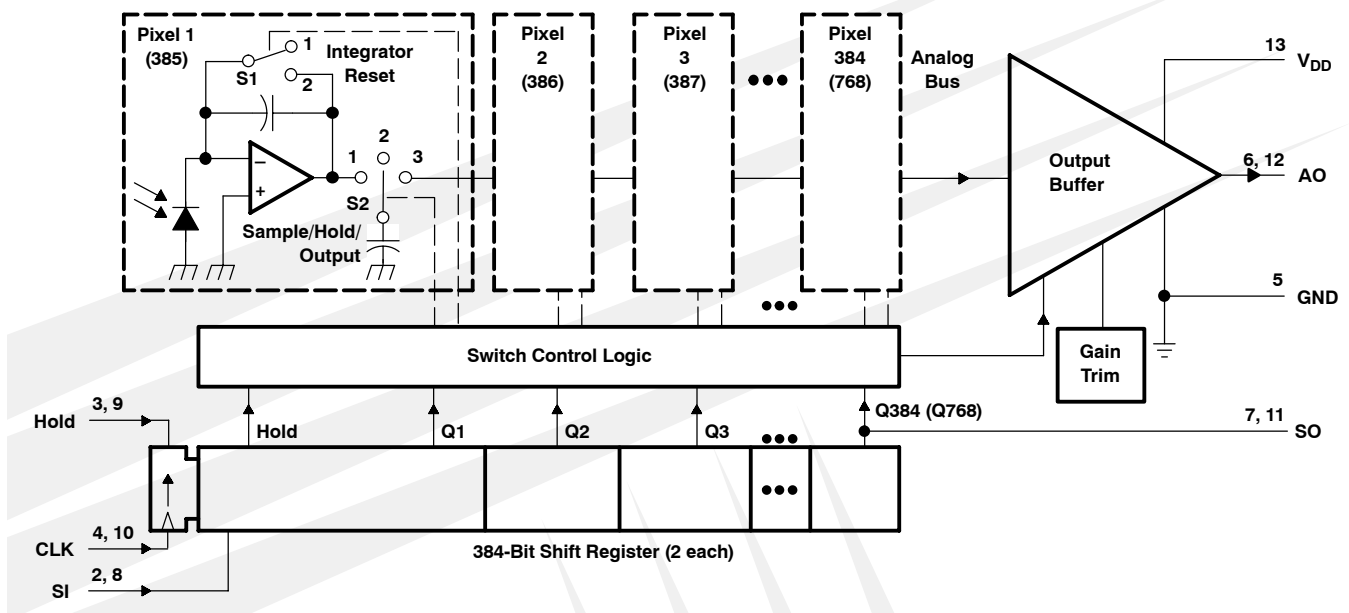 Pixel 1
(385)
1
Integrator
Reset
S1
2
−
+
1
2
3
S2
Sample/Hold/
Output
Pixel
2
(386)
Pixel
3
(387)
Pixel
384
(768)
Analog
Bus
Output
Buffer
13
VDD
6, 12
AO
5
GND
Gain
Trim
Switch Control Logic
Hold
3, 9
Hold
Q1
Q2
Q3
Q384 (Q768)
7, 11
SO
4, 10
CLK
2, 8
SI
384-Bit Shift Register (2 each)